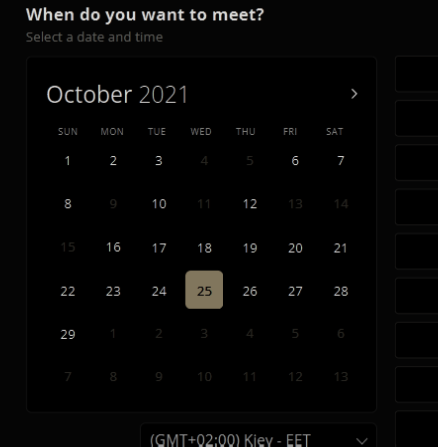 When do you want to meet?
Select a date and time
October 2021
SUN MON TUE WED THU FRI SAT
1 2 3 4 5 6 7
8 9 10 11 12 13 14
15 16 17 18 19 20 21
22 23 24 25 26 27 28
29 1 2 3 4 5 6
7 8 9 10 11 12 13
(GMT+02:00) Kiev - EET